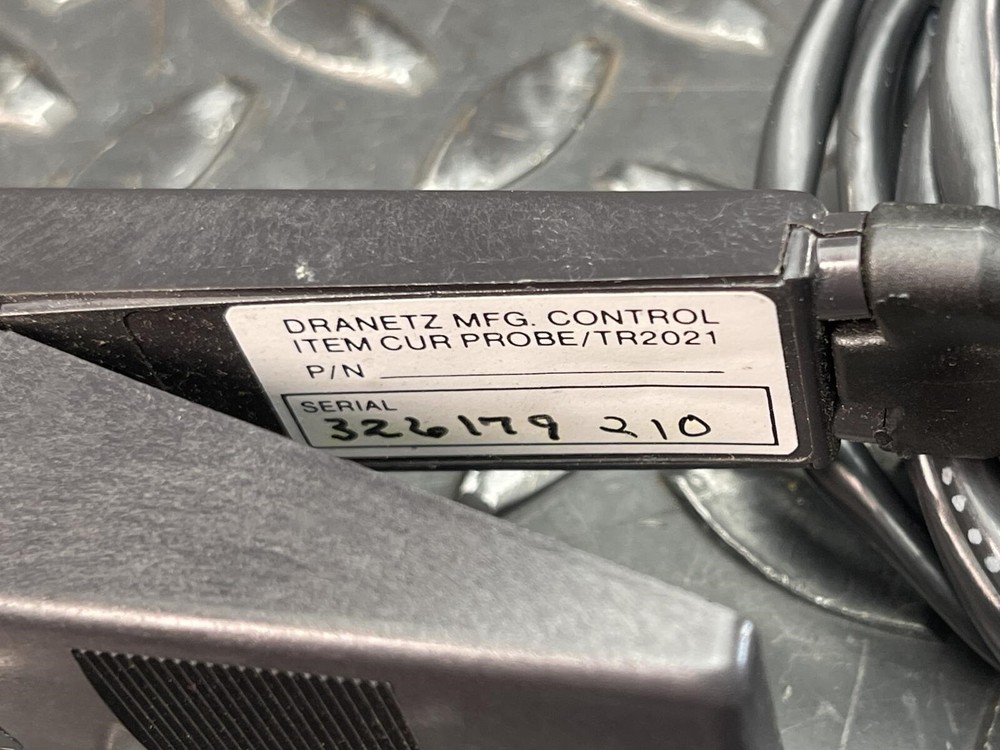 DRANETZ MFG. CONTROL
ITEM CUR PROBE/TR2021
P/N
SERIAL
326179 210